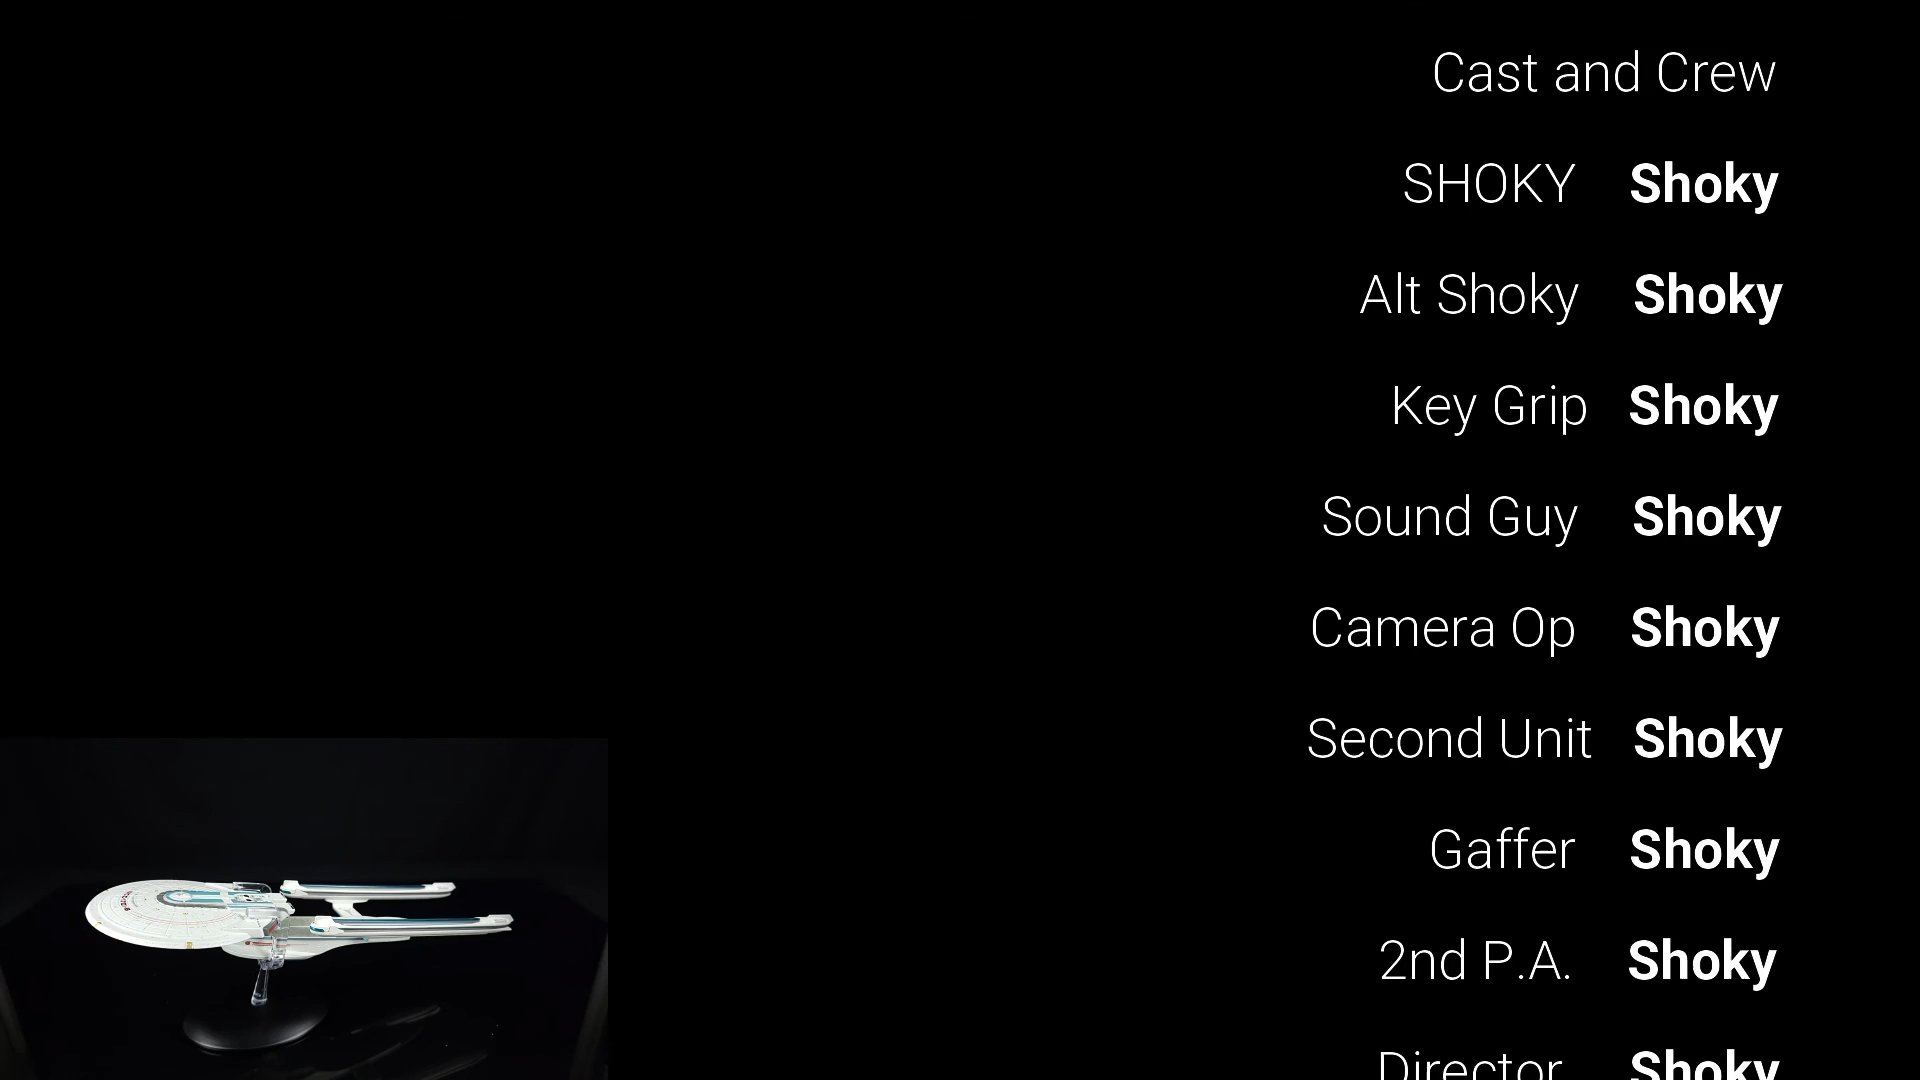 Cast and Crew
SHOKY Shoky
Alt Shoky Shoky
Key Grip Shoky
Sound Guy Shoky
Camera Op Shoky
Second Unit Shoky
Gaffer Shoky
2nd P.A. Shoky
Director Shoky